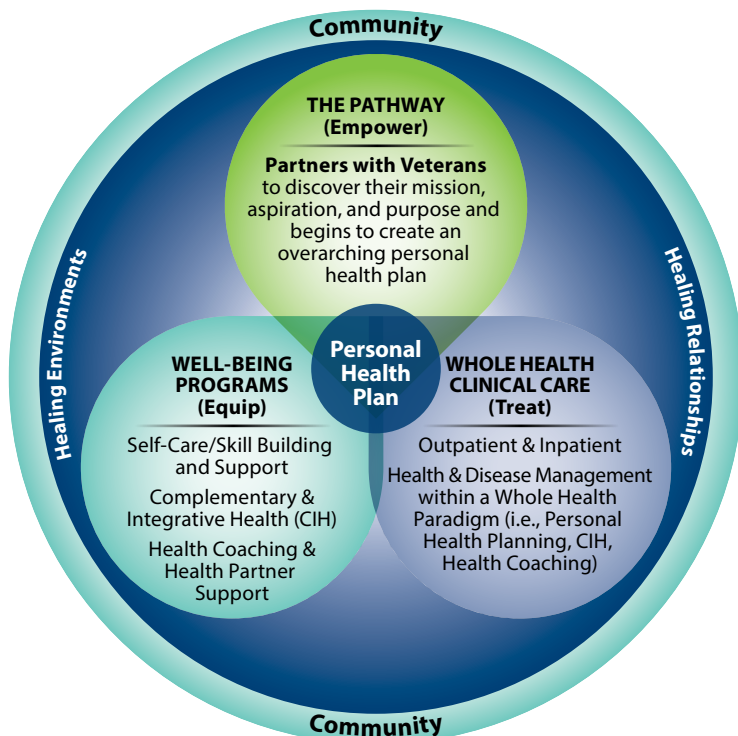 Community
THE PATHWAY
(Empower)
Partners with Veterans
to discover their mission,
aspiration, and purpose and
begins to create an
overarching personal
health plan
Healing Environments
Healing Relationships
Personal
Health
Plan
WELL-BEING
PROGRAMS
(Equip)
Self-Care/Skill Building
and Support
Complementary &
Integrative Health (CIH)
Health Coaching &
Health Partner
Support
WHOLE HEALTH
CLINICAL CARE
(Treat)
Outpatient & Inpatient
Health & Disease Management
within a Whole Health
Paradigm (i.e., Personal
Health Planning, CIH,
Health Coaching)
Community